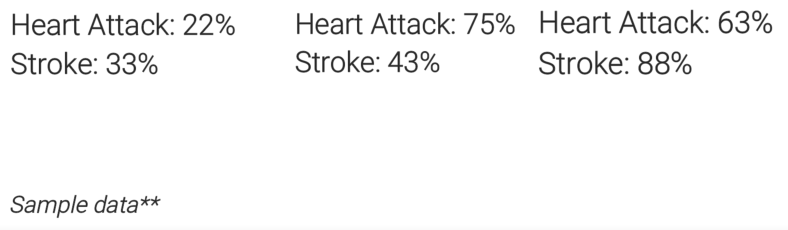 Heart Attack: 22%
Stroke: 33%
Heart Attack: 75%
Stroke: 43%
Heart Attack: 63%
Stroke: 88%
Sample data**